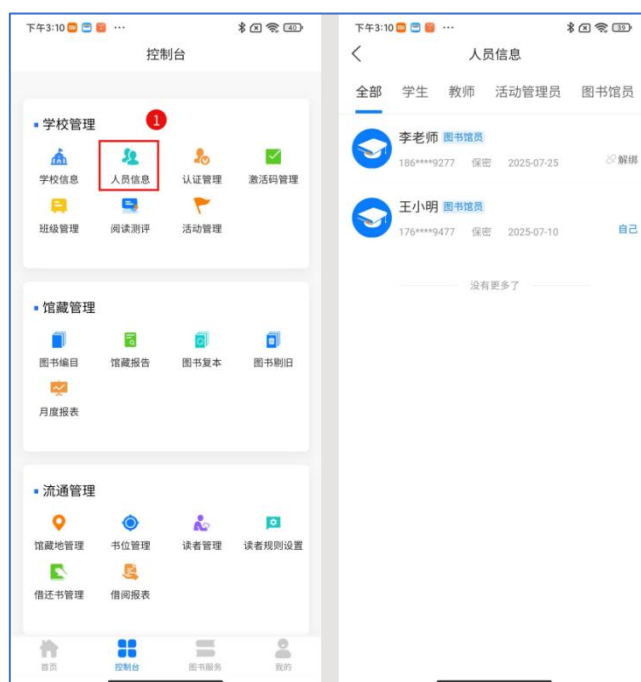 下午3:10 ··· 40
控制台
学校管理 1
学校信息 人员信息 认证管理 激活码管理
班级管理 阅读测评 活动管理
馆藏管理
图书编目 馆藏报告 图书复本 图书剔旧
月度报表
流通管理
馆藏地管理 书位管理 读者管理 读者规则设置
借还书管理 借阅报表
首页 控制台 图书服务 我的
下午3:10 ··· 39
人员信息
全部 学生 教师 活动管理员 图书馆员
李老师 图书馆员
186****9277 保密 2025-07-25 解绑
王小明 图书馆员
176****9477 保密 2025-07-10 自己
没有更多了